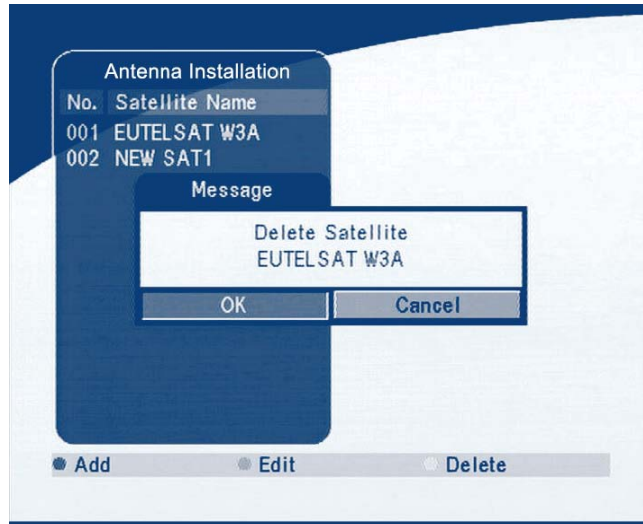 Antenna Installation
No. Satellite Name
001 EUTELSAT W3A
002 NEW SAT1
Message
Delete Satellite
EUTELSAT W3A
OK Cancel
Add Edit Delete